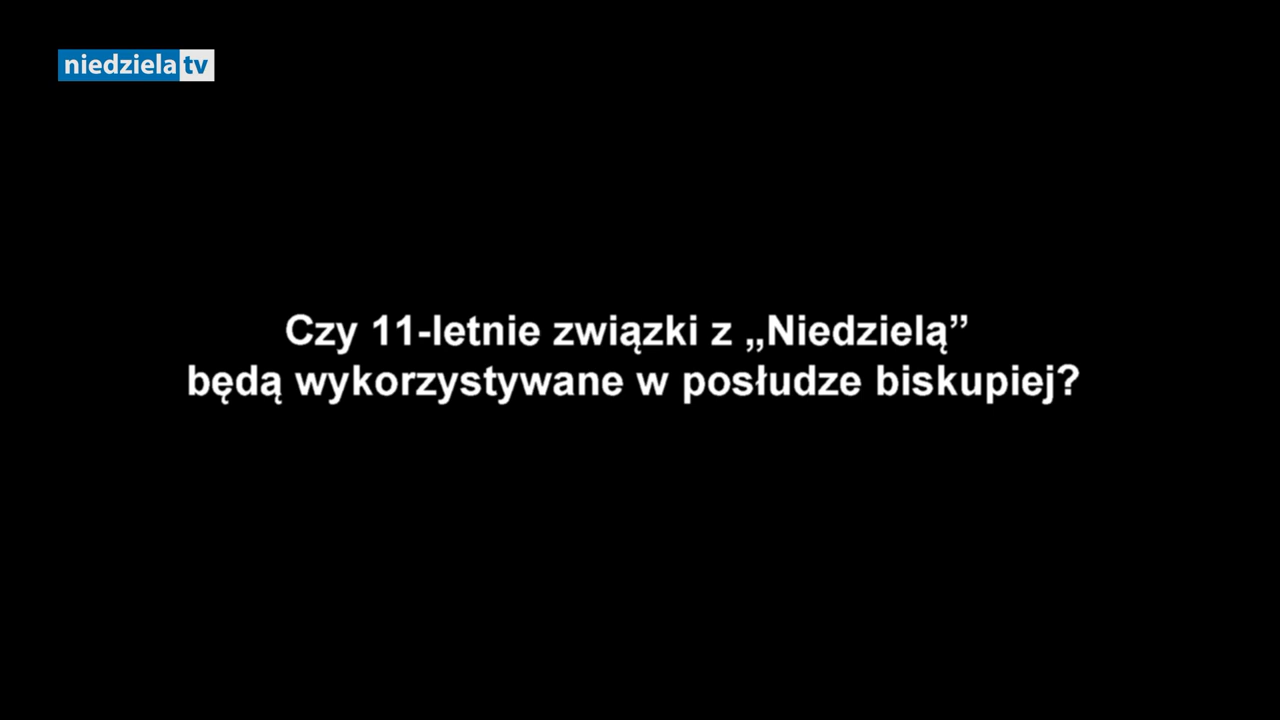 niedziela tv
Czy 11-letnie związki z „Niedzielą”
będą wykorzystywane w posłudze biskupiej?